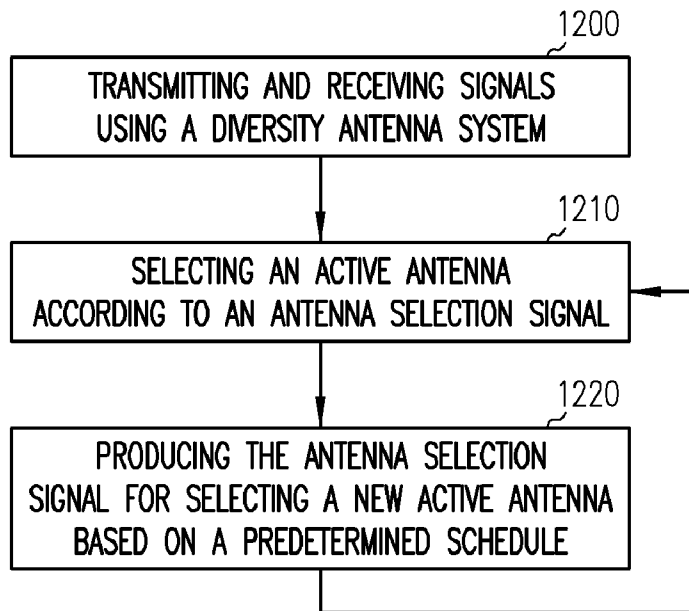 1200
TRANSMITTING AND RECEIVING SIGNALS
USING A DIVERSITY ANTENNA SYSTEM
1210
SELECTING AN ACTIVE ANTENNA
ACCORDING TO AN ANTENNA SELECTION SIGNAL
1220
PRODUCING THE ANTENNA SELECTION
SIGNAL FOR SELECTING A NEW ACTIVE ANTENNA
BASED ON A PREDETERMINED SCHEDULE